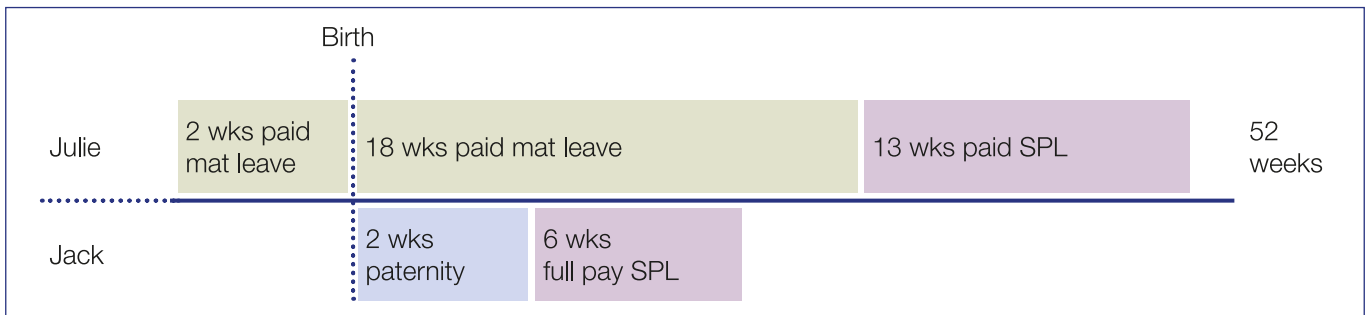 Birth
Julie
2 wks paid
mat leave
18 wks paid mat leave
13 wks paid SPL
52
weeks
Jack
2 wks
paternity
6 wks
full pay SPL